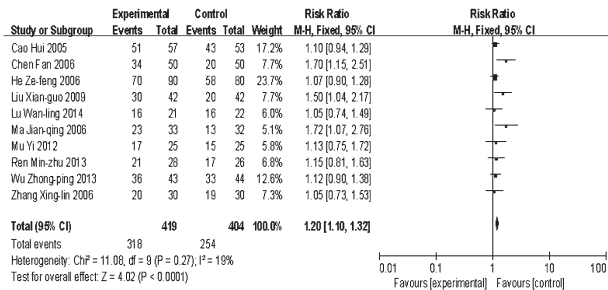 Experimental Control Risk Ratio Risk Ratio
Study or Subgroup Events Total Events Total Weight M-H, Fixed, 95% CI M-H, Fixed, 95% CI
Cao Hui 2005 51 57 43 53 17.2% 1.10 [0.94, 1.29]
Chen Fan 2006 34 50 20 50 7.7% 1.70 [1.15, 2.51]
He Ze-feng 2006 70 90 58 80 23.7% 1.07 [0.90, 1.28]
Liu Xian-guo 2009 30 42 20 42 7.7% 1.50 [1.04, 2.17]
Lu Wan-ling 2014 16 21 16 22 6.0% 1.05 [0.74, 1.49]
Ma Jian-qing 2006 23 33 13 32 5.1% 1.72 [1.07, 2.76]
Mu Yi 2012 17 25 15 25 5.8% 1.13 [0.75, 1.72]
Ren Min-zhu 2013 21 28 17 26 6.8% 1.15 [0.81, 1.63]
Wu Zhong-ping 2013 36 43 33 44 12.6% 1.12 [0.90, 1.38]
Zhang Xing-lin 2006 20 30 19 30 7.3% 1.05 [0.73, 1.53]
Total (95% CI) 419 404 100.0% 1.20 [1.10, 1.32]
Total events 318 254
Heterogeneity: Chi² = 11.08, df = 9 (P = 0.27); I² = 19%
Test for overall effect: Z = 4.02 (P < 0.0001)
0.01 0.1 1 10 100
Favours [experimental] Favours [control]